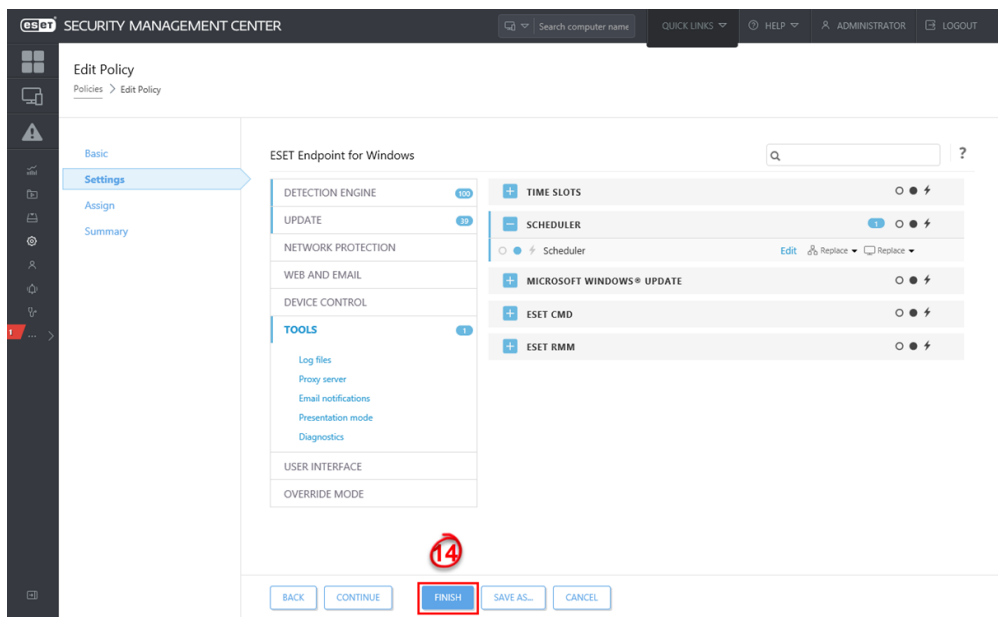 eset SECURITY MANAGEMENT CENTER
Search computer name
QUICK LINKS
HELP
ADMINISTRATOR
LOGOUT
Edit Policy
Policies > Edit Policy
Basic
Settings
Assign
Summary
ESET Endpoint for Windows
?
DETECTION ENGINE 100
UPDATE 39
NETWORK PROTECTION
WEB AND EMAIL
DEVICE CONTROL
TOOLS 1
Log files
Proxy server
Email notifications
Presentation mode
Diagnostics
USER INTERFACE
OVERRIDE MODE
TIME SLOTS
SCHEDULER 1
Scheduler Edit Replace Replace
MICROSOFT WINDOWS® UPDATE
ESET CMD
ESET RMM
1
14
BACK
CONTINUE
FINISH
SAVE AS...
CANCEL